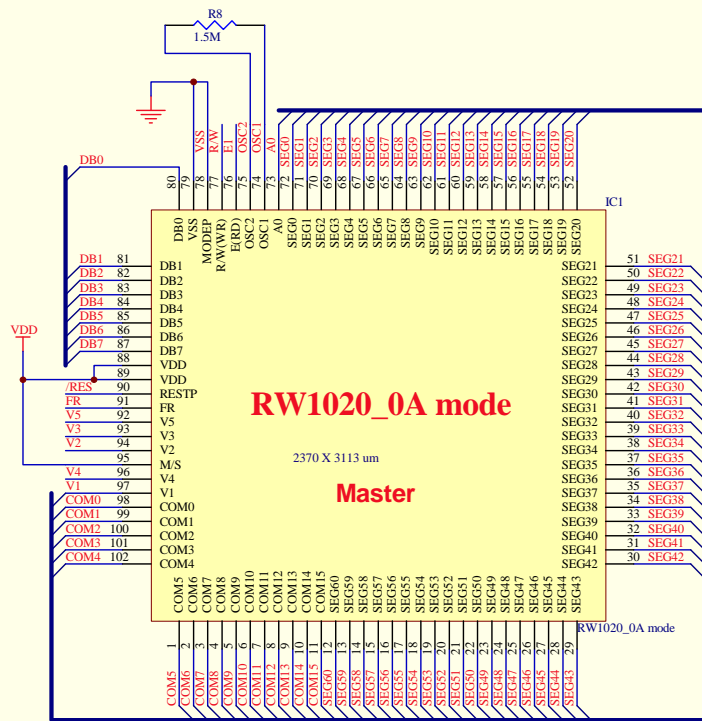 R8
1.5M
VSS R/W E1 OSC2 OSC1 A0 SEG0 SEG1 SEG2 SEG3 SEG4 SEG5 SEG6 SEG7 SEG8 SEG9 SEG10 SEG11 SEG12 SEG13 SEG14 SEG15 SEG16 SEG17 SEG18 SEG19 SEG20
DB0
80 79 78 77 76 75 74 73 72 71 70 69 68 67 66 65 64 63 62 61 60 59 58 57 56 55 54 53 52
IC1
DB0 VSS MODEP R/W(WR) E(RD) OSC2 OSC1 A0 SEG0 SEG1 SEG2 SEG3 SEG4 SEG5 SEG6 SEG7 SEG8 SEG9 SEG10 SEG11 SEG12 SEG13 SEG14 SEG15 SEG16 SEG17 SEG18 SEG19 SEG20
DB1 81 DB1 SEG21 51 SEG21
DB2 82 DB2 SEG22 50 SEG22
DB3 83 DB3 SEG23 49 SEG23
DB4 84 DB4 SEG24 48 SEG24
DB5 85 DB5 SEG25 47 SEG25
VDD DB6 86 DB6 SEG26 46 SEG26
DB7 87 DB7 SEG27 45 SEG27
88 VDD SEG28 44 SEG28
89 VDD SEG29 43 SEG29
/RES 90 RESTP SEG30 42 SEG30
FR 91 FR SEG31 41 SEG31
V5 92 V5 SEG32 40 SEG32
V3 93 V3 SEG33 39 SEG33
V2 94 V2 SEG34 38 SEG34
95 M/S SEG35 37 SEG35
V4 96 V4 SEG36 36 SEG36
V1 97 V1 SEG37 35 SEG37
COM0 98 COM0 SEG38 34 SEG38
COM1 99 COM1 SEG39 33 SEG39
COM2 100 COM2 SEG40 32 SEG40
COM3 101 COM3 SEG41 31 SEG41
COM4 102 COM4 SEG42 30 SEG42
RW1020_0A mode
2370 X 3113 um
Master
COM5 COM6 COM7 COM8 COM9 COM10 COM11 COM12 COM13 COM14 COM15 SEG60 SEG59 SEG58 SEG57 SEG56 SEG55 SEG54 SEG53 SEG52 SEG51 SEG50 SEG49 SEG48 SEG47 SEG46 SEG45 SEG44 SEG43
RW1020_0A mode
1 2 3 4 5 6 7 8 9 10 11 12 13 14 15 16 17 18 19 20 21 22 23 24 25 26 27 28 29
COM5 COM6 COM7 COM8 COM9 COM10 COM11 COM12 COM13 COM14 COM15 SEG60 SEG59 SEG58 SEG57 SEG56 SEG55 SEG54 SEG53 SEG52 SEG51 SEG50 SEG49 SEG48 SEG47 SEG46 SEG45 SEG44 SEG43